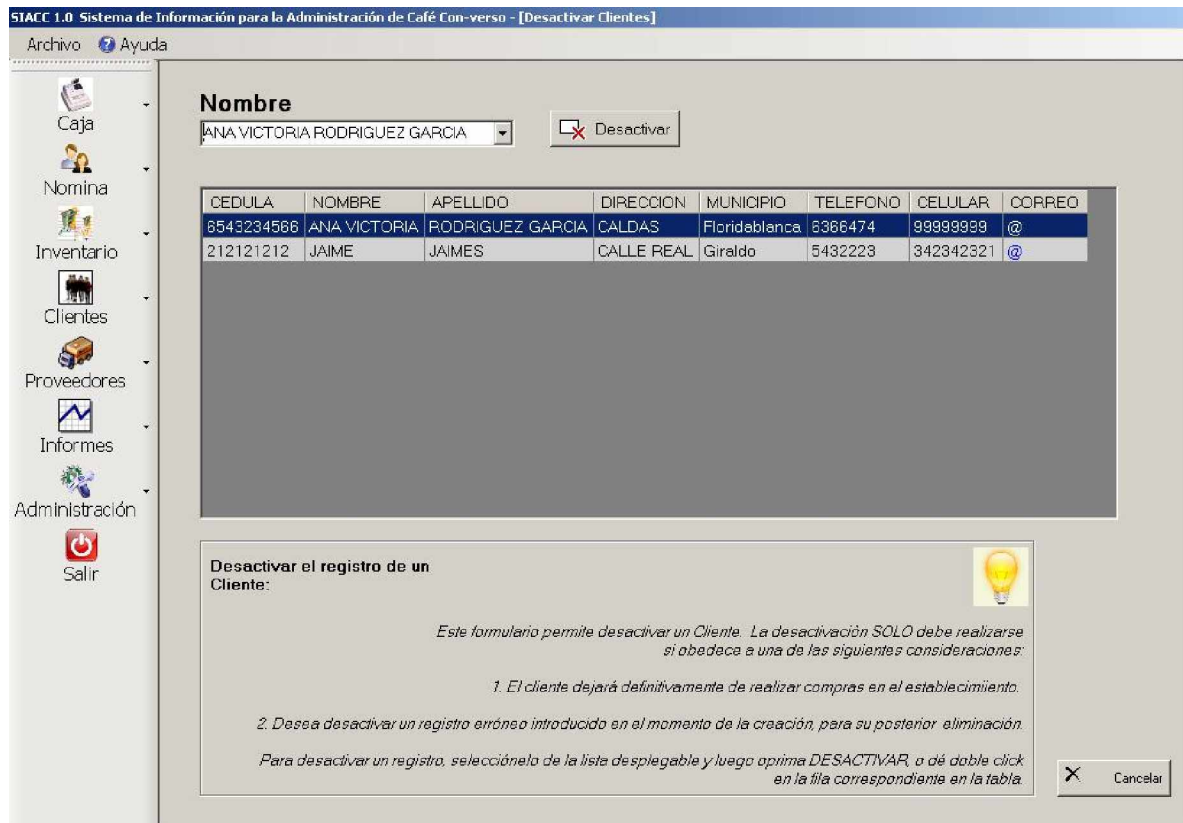 SIACC 1.0 Sistema de Información para la Administración de Café Con-verso - [Desactivar Clientes]
Archivo Ayuda
Caja
Nomina
Inventario
Clientes
Proveedores
Informes
Administración
Salir
Nombre
ANA VICTORIA RODRIGUEZ GARCIA
Desactivar
CEDULA NOMBRE APELLIDO DIRECCION MUNICIPIO TELEFONO CELULAR CORREO
6543234566 ANA VICTORIA RODRIGUEZ GARCIA CALDAS Floridablanca 6366474 99999999 @
212121212 JAIME JAIMES CALLE REAL Giraldo 5432223 342342321 @
Desactivar el registro de un
Cliente:
Este formulario permite desactivar un Cliente. La desactivación SOLO debe realizarse
si obedece a una de las siguientes consideraciones:
1. El cliente dejará definitivamente de realizar compras en el establecimiiento.
2. Desea desactivar un registro erróneo introducido en el momento de la creación, para su posterior eliminación.
Para desactivar un registro, selecciónelo de la lista desplegable y luego oprima DESACTIVAR, o dé doble click
en la fila correspondiente en la tabla.
Cancelar